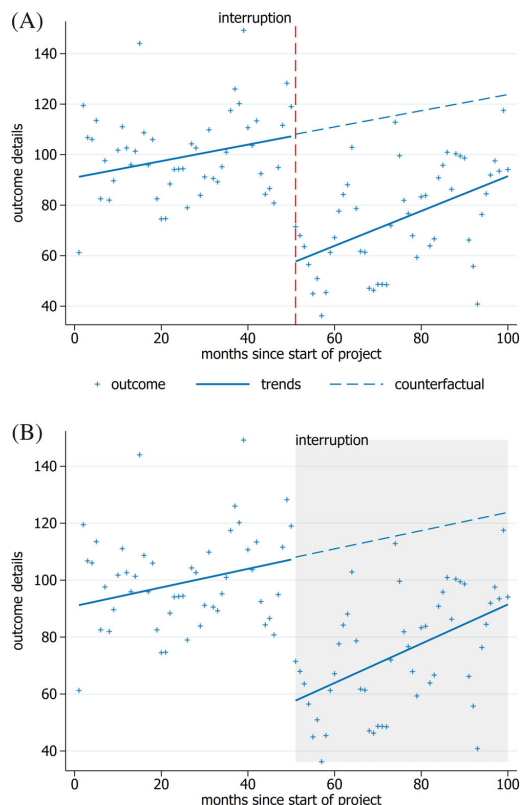 (A)
interruption
outcome details
140
120
100
80
60
40
0 20 40 60 80 100
months since start of project
+ outcome trends counterfactual
(B)
interruption
outcome details
140
120
100
80
60
40
0 20 40 60 80 100
months since start of project